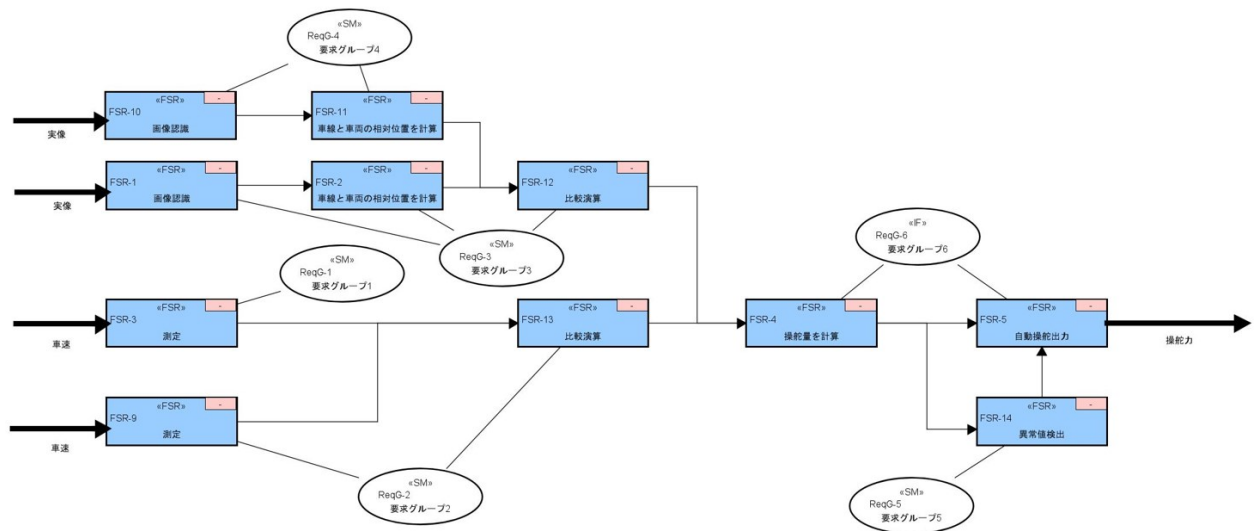 «SM»
ReqG-4
要求グループ4
«FSR»
-
FSR-10
画像認識
«FSR»
-
FSR-11
車線と車両の相対位置を計算
実像
«FSR»
-
FSR-1
画像認識
«FSR»
-
FSR-2
車線と車両の相対位置を計算
«FSR»
-
FSR-12
比較演算
実像
«SM»
ReqG-3
要求グループ3
«IF»
ReqG-6
要求グループ6
«SM»
ReqG-1
要求グループ1
«FSR»
-
FSR-3
測定
«FSR»
-
FSR-13
比較演算
«FSR»
-
FSR-4
操舵量を計算
«FSR»
-
FSR-5
自動操舵出力
車速
操舵力
«FSR»
-
FSR-9
測定
«FSR»
-
FSR-14
異常値検出
車速
«SM»
ReqG-2
要求グループ2
«SM»
ReqG-5
要求グループ5